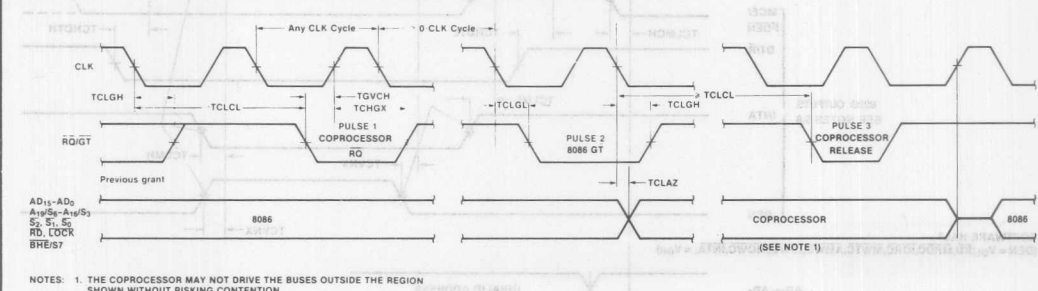 Any CLK Cycle
0 CLK Cycle
CLK
TCLGH
TCLCL
TGVCH
TCHGX
TCLGL
TCLGH
TCLCL
RQ/GT
PULSE 1
COPROCESSOR
RQ
PULSE 2
8086 GT
PULSE 3
COPROCESSOR
RELEASE
Previous grant
TCLAZ
AD15-AD0
A19/S6-A16/S3
S2, S1, S0
RD, LOCK
BHE/S7
8086
COPROCESSOR
8086
(SEE NOTE 1)
NOTES: 1. THE COPROCESSOR MAY NOT DRIVE THE BUSES OUTSIDE THE REGION
SHOWN WITHOUT RISKING CONTENTION